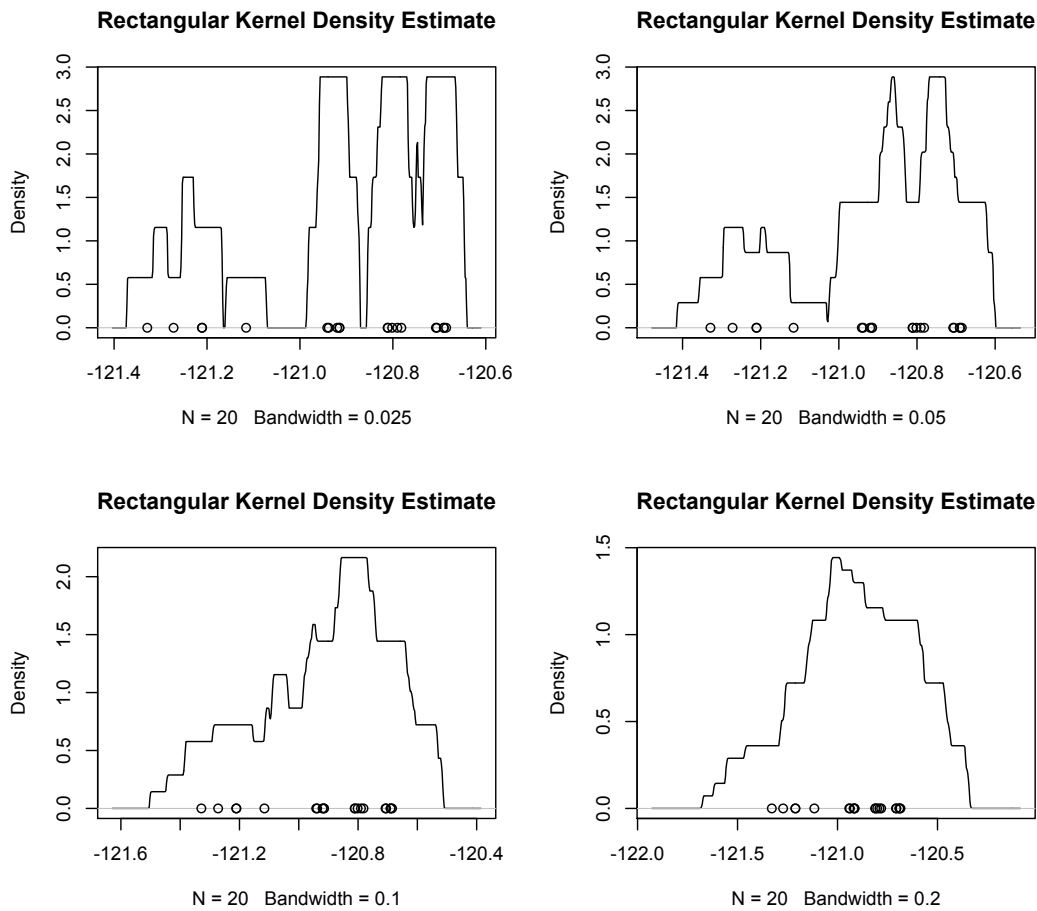 Rectangular Kernel Density Estimate
Density
0.0 0.5 1.0 1.5 2.0 2.5 3.0
-121.4 -121.2 -121.0 -120.8 -120.6
N = 20 Bandwidth = 0.025
Rectangular Kernel Density Estimate
Density
0.0 0.5 1.0 1.5 2.0 2.5 3.0
-121.4 -121.2 -121.0 -120.8 -120.6
N = 20 Bandwidth = 0.05
Rectangular Kernel Density Estimate
Density
0.0 0.5 1.0 1.5 2.0
-121.6 -121.2 -120.8 -120.4
N = 20 Bandwidth = 0.1
Rectangular Kernel Density Estimate
Density
0.0 0.5 1.0 1.5
-122.0 -121.5 -121.0 -120.5
N = 20 Bandwidth = 0.2